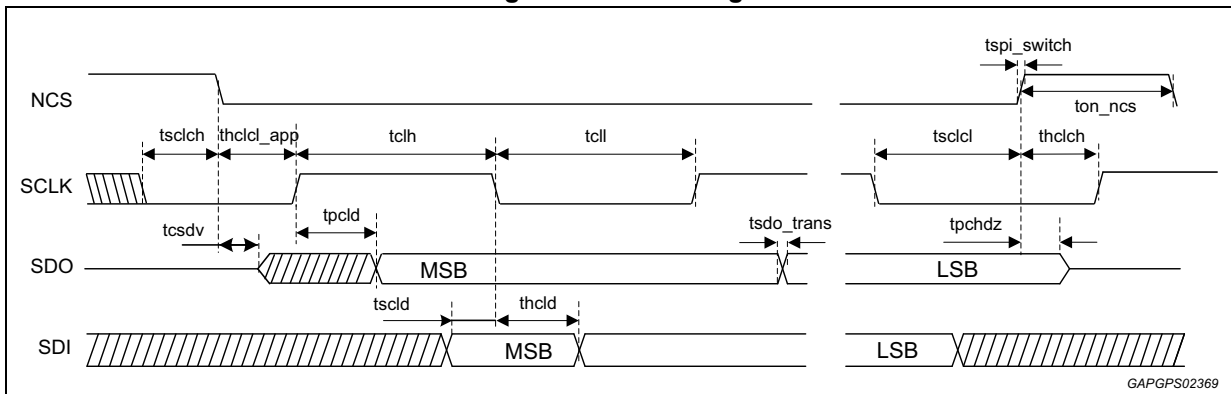 tspi_switch
NCS
ton_ncs
tsclch thclcl_app tclh tcll tsclcl thclch
SCLK
tcsdv tpcld tsdo_trans tpchdz
SDO MSB LSB
tscld thcld
SDI MSB LSB
GAPGPS02369